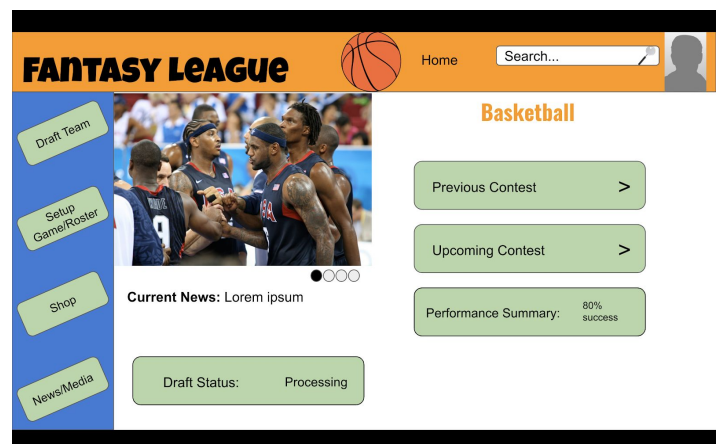 Fantasy League
Home
Search...
Draft Team
Setup
Game/Roster
Shop
News/Media
USA
Current News: Lorem ipsum
Draft Status: Processing
Basketball
Previous Contest >
Upcoming Contest >
Performance Summary: 80%
success